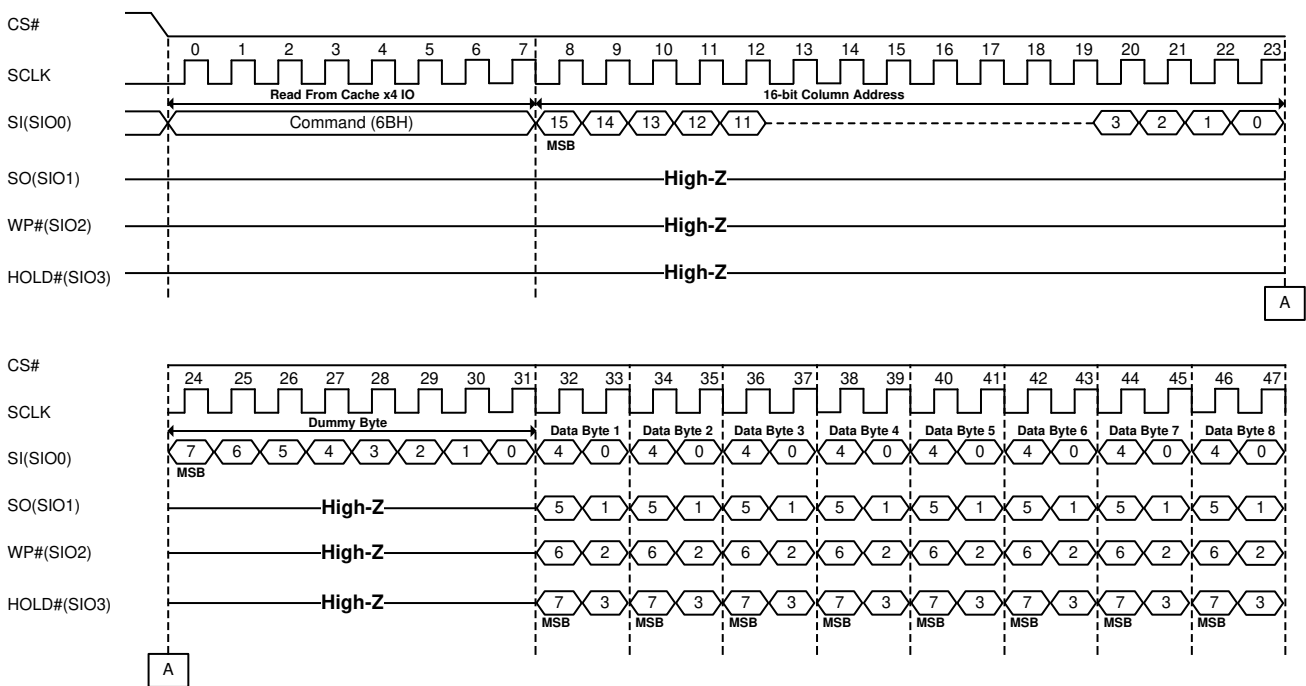 CS#
0 1 2 3 4 5 6 7 8 9 10 11 12 13 14 15 16 17 18 19 20 21 22 23
SCLK
Read From Cache x4 IO 16-bit Column Address
SI(SIO0) Command (6BH) 15 14 13 12 11 3 2 1 0
MSB
SO(SIO1) High-Z
WP#(SIO2) High-Z
HOLD#(SIO3) High-Z
A
CS#
24 25 26 27 28 29 30 31 32 33 34 35 36 37 38 39 40 41 42 43 44 45 46 47
SCLK
Dummy Byte Data Byte 1 Data Byte 2 Data Byte 3 Data Byte 4 Data Byte 5 Data Byte 6 Data Byte 7 Data Byte 8
SI(SIO0) 7 6 5 4 3 2 1 0 4 0 4 0 4 0 4 0 4 0 4 0 4 0 4 0
MSB
SO(SIO1) High-Z 5 1 5 1 5 1 5 1 5 1 5 1 5 1 5 1
WP#(SIO2) High-Z 6 2 6 2 6 2 6 2 6 2 6 2 6 2 6 2
HOLD#(SIO3) High-Z 7 3 7 3 7 3 7 3 7 3 7 3 7 3 7 3
MSB MSB MSB MSB MSB MSB MSB MSB
A